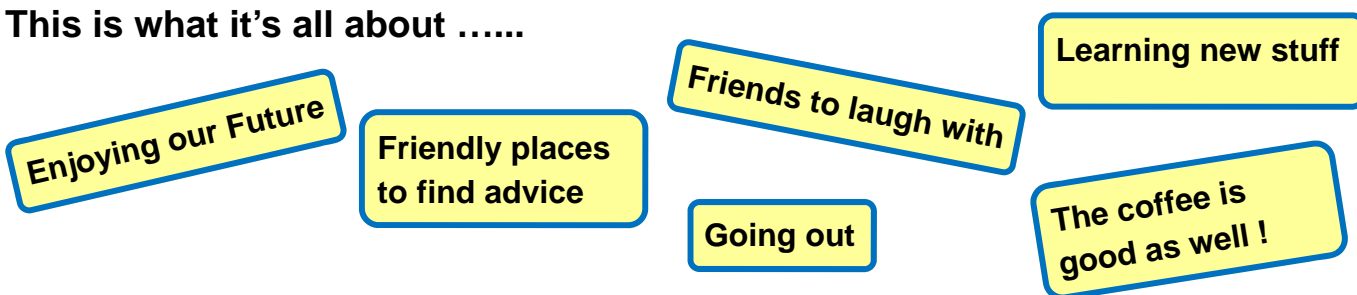 This is what it’s all about …...
Enjoying our Future
Friendly places
to find advice
Friends to laugh with
Going out
Learning new stuff
The coffee is
good as well !